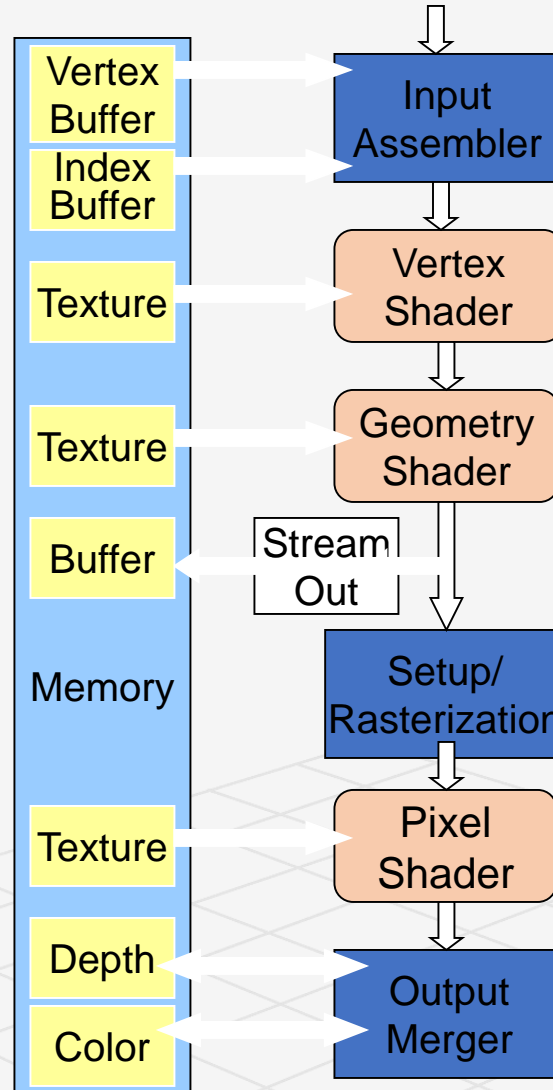 Vertex
Buffer
Index
Buffer
Texture
Texture
Buffer
Memory
Texture
Depth
Color
Input
Assembler
Vertex
Shader
Geometry
Shader
Stream
Out
Setup/
Rasterization
Pixel
Shader
Output
Merger